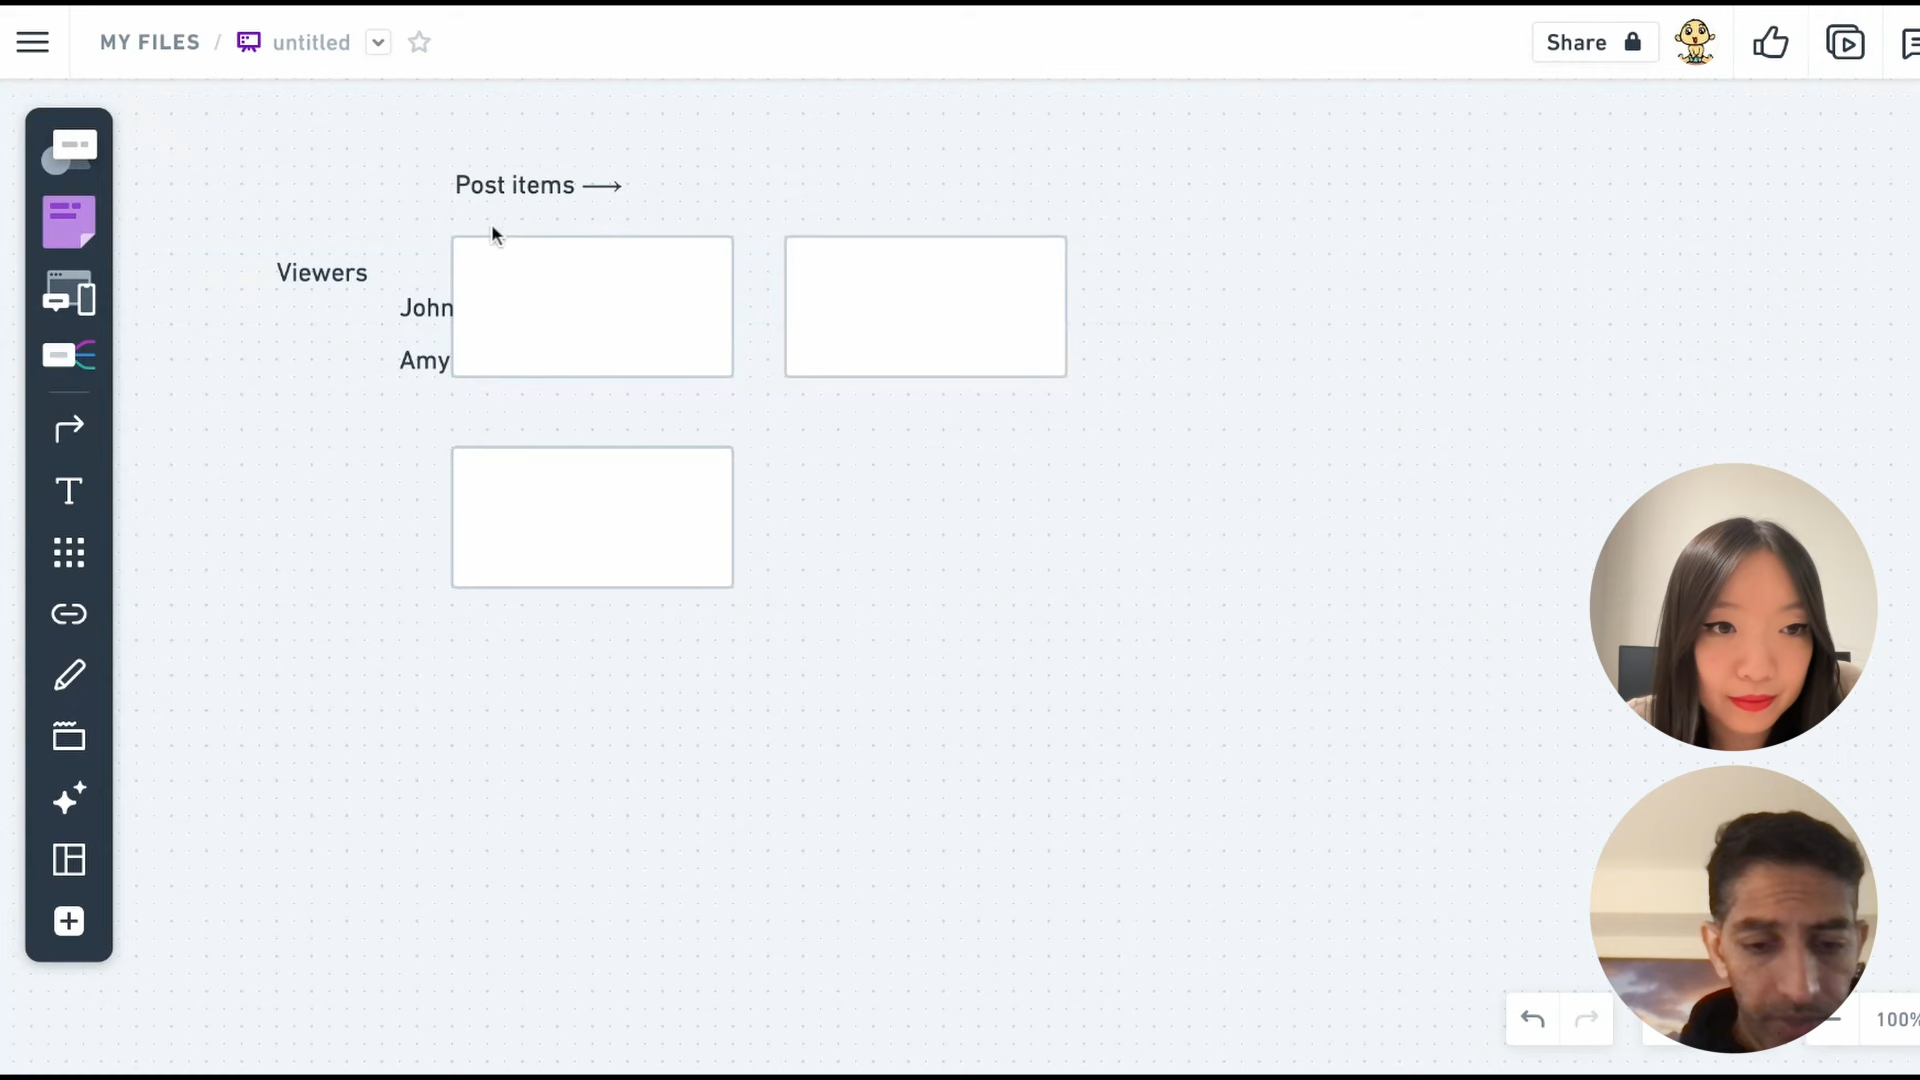 MY FILES / untitled
Share
Post items ⟶
Viewers
John
Amy
100%